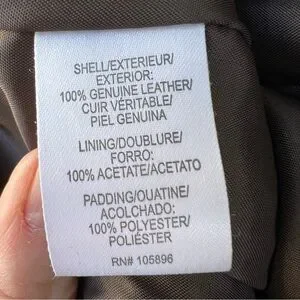 SHELL/EXTERIEUR/
EXTERIOR:
100% GENUINE LEATHER/
CUIR VÉRITABLE/
PIEL GENUINA
LINING/DOUBLURE/
FORRO:
100% ACETATE/ACÉTATO
PADDING/OUATINE/
ACOLCHADO:
100% POLYESTER/
POLIÉSTER
RN# 105896